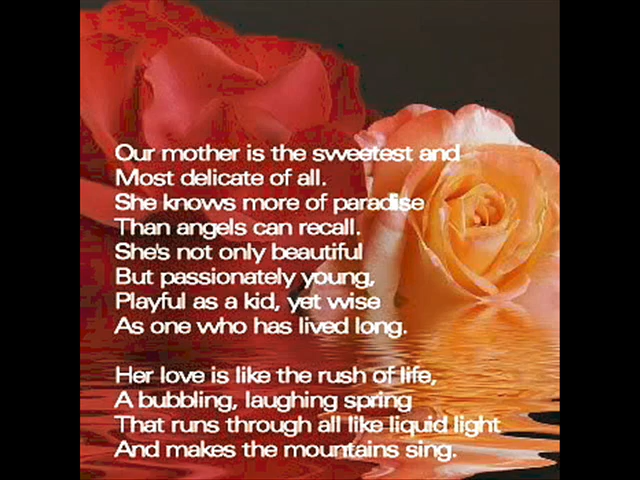 Our mother is the sweetest and
Most delicate of all.
She knows more of paradise
Than angels can recall.
She's not only beautiful
But passionately young,
Playful as a kid, yet wise
As one who has lived long.
Her love is like the rush of life,
A bubbling, laughing spring
That runs through all like liquid light
And makes the mountains sing.